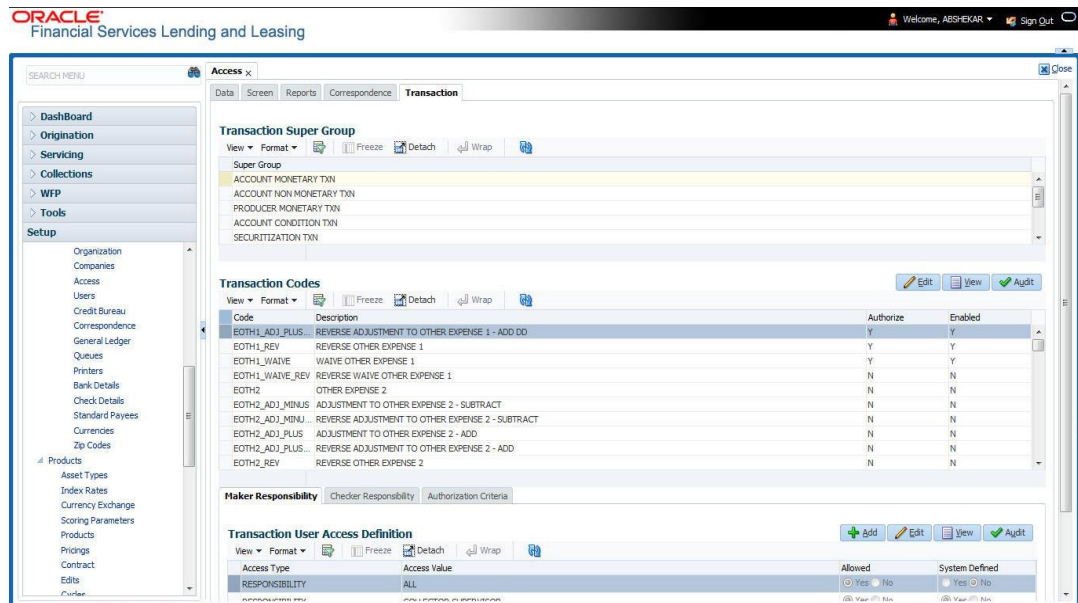 ORACLE
Financial Services Lending and Leasing
Welcome, ABSHEKAR
Sign Out
SEARCH MENU
Access
Close
Data Screen Reports Correspondence Transaction
DashBoard
Origination
Servicing
Collections
WFP
Tools
Setup
Organization
Companies
Access
Users
Credit Bureau
Correspondence
General Ledger
Queues
Printers
Bank Details
Check Details
Standard Payees
Currencies
Zip Codes
Products
Asset Types
Index Rates
Currency Exchange
Scoring Parameters
Products
Pricings
Contract
Edits
Cycles
Transaction Super Group
View Format Freeze Detach Wrap
Super Group
ACCOUNT MONETARY TXN
ACCOUNT NON MONETARY TXN
PRODUCER MONETARY TXN
ACCOUNT CONDITION TXN
SECURITIZATION TXN
Transaction Codes
Edit View Audit
View Format Freeze Detach Wrap
Code Description Authorize Enabled
EOTH1_ADJ_PLUS... REVERSE ADJUSTMENT TO OTHER EXPENSE 1 - ADD DD Y Y
EOTH1_REV REVERSE OTHER EXPENSE 1 Y Y
EOTH1_WAIVE WAIVE OTHER EXPENSE 1 Y Y
EOTH1_WAIVE_REV REVERSE WAIVE OTHER EXPENSE 1 N N
EOTH2 OTHER EXPENSE 2 N N
EOTH2_ADJ_MINUS ADJUSTMENT TO OTHER EXPENSE 2 - SUBTRACT N N
EOTH2_ADJ_MINU... REVERSE ADJUSTMENT TO OTHER EXPENSE 2 - SUBTRACT N N
EOTH2_ADJ_PLUS ADJUSTMENT TO OTHER EXPENSE 2 - ADD N N
EOTH2_ADJ_PLUS... REVERSE ADJUSTMENT TO OTHER EXPENSE 2 - ADD N N
EOTH2_REV REVERSE OTHER EXPENSE 2 N N
Maker Responsibility Checker Responsibility Authorization Criteria
Transaction User Access Definition
Add Edit View Audit
View Format Freeze Detach Wrap
Access Type Access Value Allowed System Defined
RESPONSIBILITY ALL Yes No Yes No
RESPONSIBILITY COLLECTOR SUPERVISOR Yes No Yes No